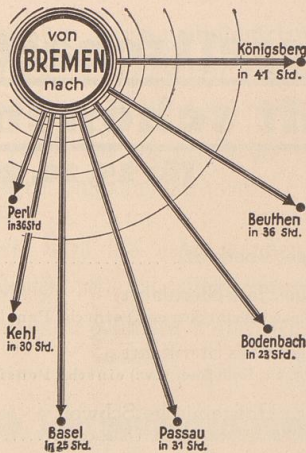 von
BREMEN
nach
Königsberg
in 41 Std.
Perl
in 36 Std
Beuthen
in 36 Std.
Kehl
in 30 Std.
Bodenbach
in 23 Std.
Basel
in 25 Std.
Passau
in 31 Std.